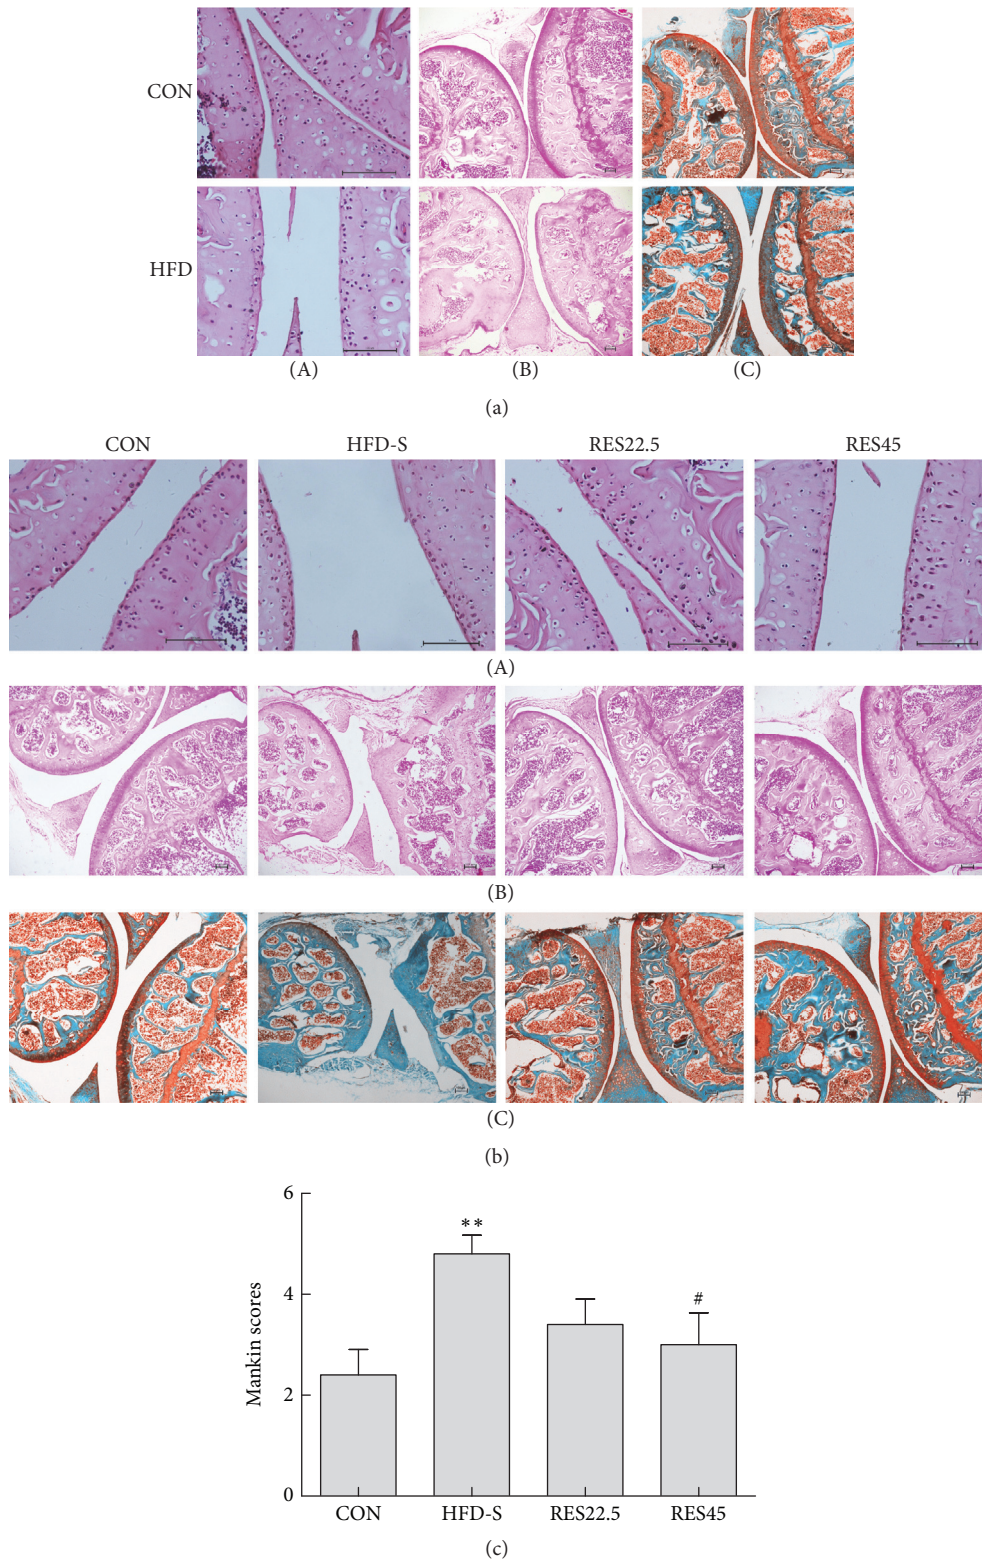 CON
HFD
(A) (B) (C)
(a)
CON HFD-S RES22.5 RES45
(A)
(B)
(C)
(b)
6
4
2
0
Mankin scores
**
#
CON HFD-S RES22.5 RES45
(c)